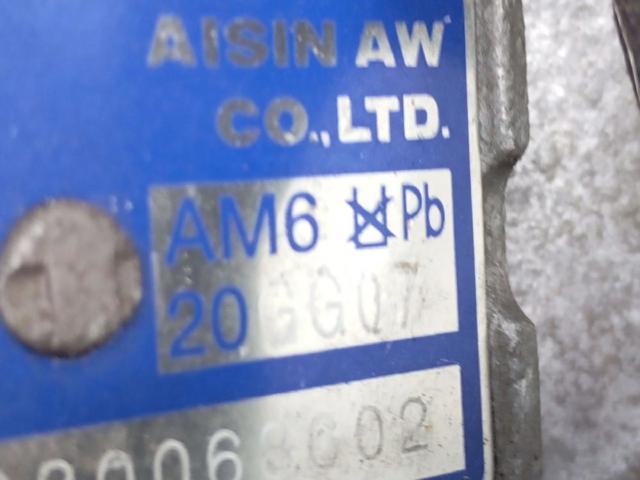 AISIN AW
CO., LTD.
AM6 Pb
20GG07